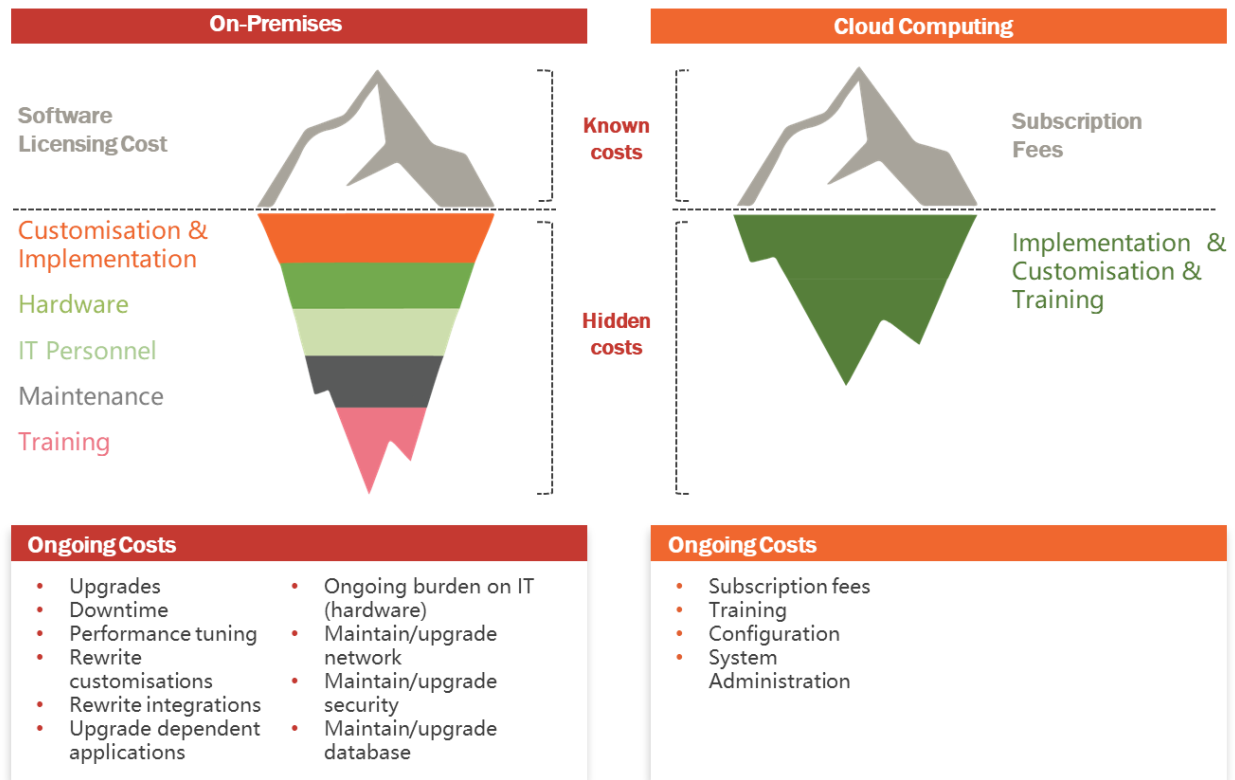 On-Premises
Software
Licensing Cost
Customisation &
Implementation
Hardware
IT Personnel
Maintenance
Training
Known
costs
Hidden
costs
Cloud Computing
Subscription
Fees
Implementation &
Customisation &
Training
Ongoing Costs
• Upgrades
• Downtime
• Performance tuning
• Rewrite
customisations
• Rewrite integrations
• Upgrade dependent
applications
• Ongoing burden on IT
(hardware)
• Maintain/upgrade
network
• Maintain/upgrade
security
• Maintain/upgrade
database
Ongoing Costs
• Subscription fees
• Training
• Configuration
• System
Administration